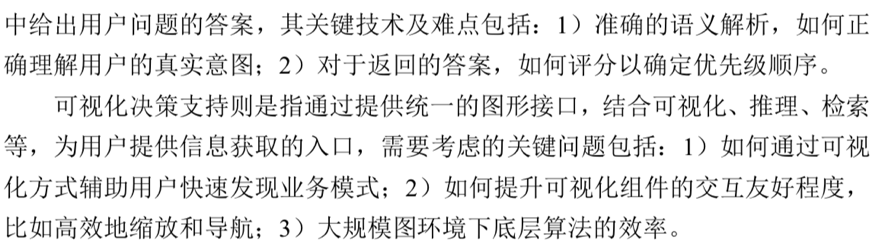 中给出用户问题的答案，其关键技术及难点包括：1）准确的语义解析，如何正
确理解用户的真实意图；2）对于返回的答案，如何评分以确定优先级顺序。
可视化决策支持则是指通过提供统一的图形接口，结合可视化、推理、检索
等，为用户提供信息获取的入口，需要考虑的关键问题包括：1）如何通过可视
化方式辅助用户快速发现业务模式；2）如何提升可视化组件的交互友好程度，
比如高效地缩放和导航；3）大规模图环境下底层算法的效率。